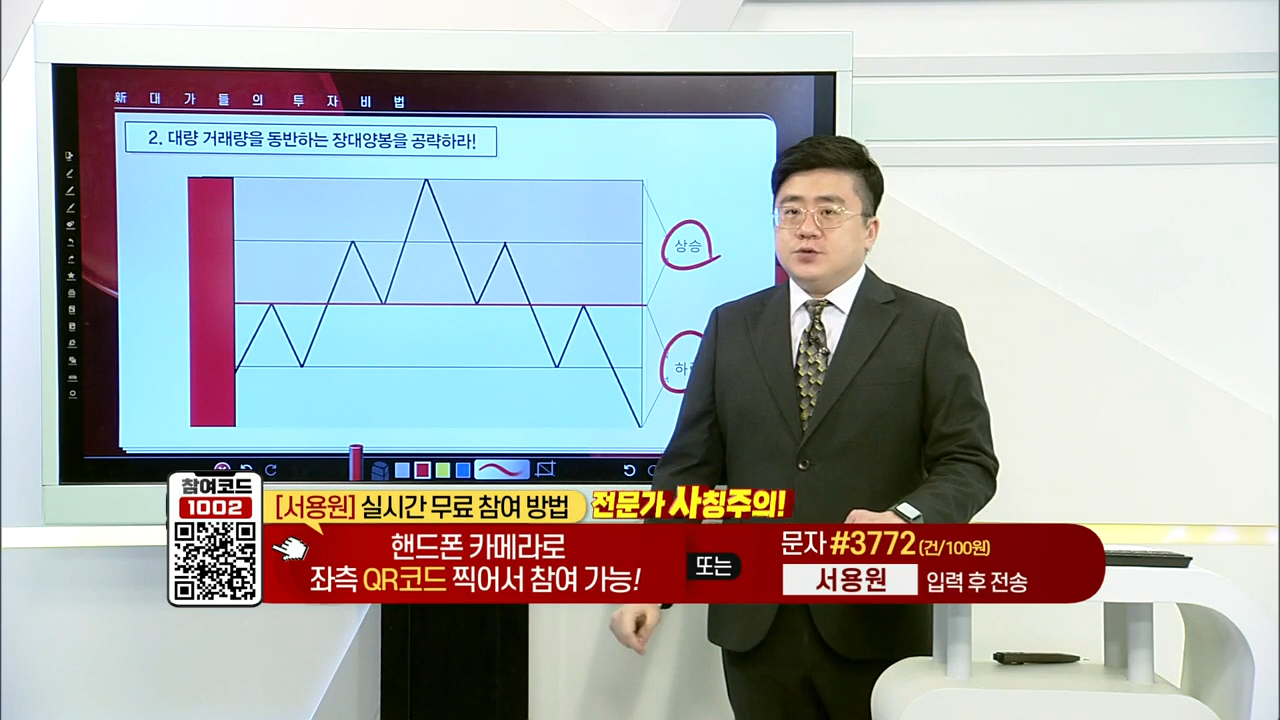 新 대 가 들 의 투 자 비 법
2. 대량 거래량을 동반하는 장대양봉을 공략하라!
상승
참여코드
1002
[서용원] 실시간 무료 참여 방법
전문가 사칭주의!
핸드폰 카메라로
좌측 QR코드 찍어서 참여 가능!
또는
문자 #3772 (건/100원)
서용원 입력 후 전송